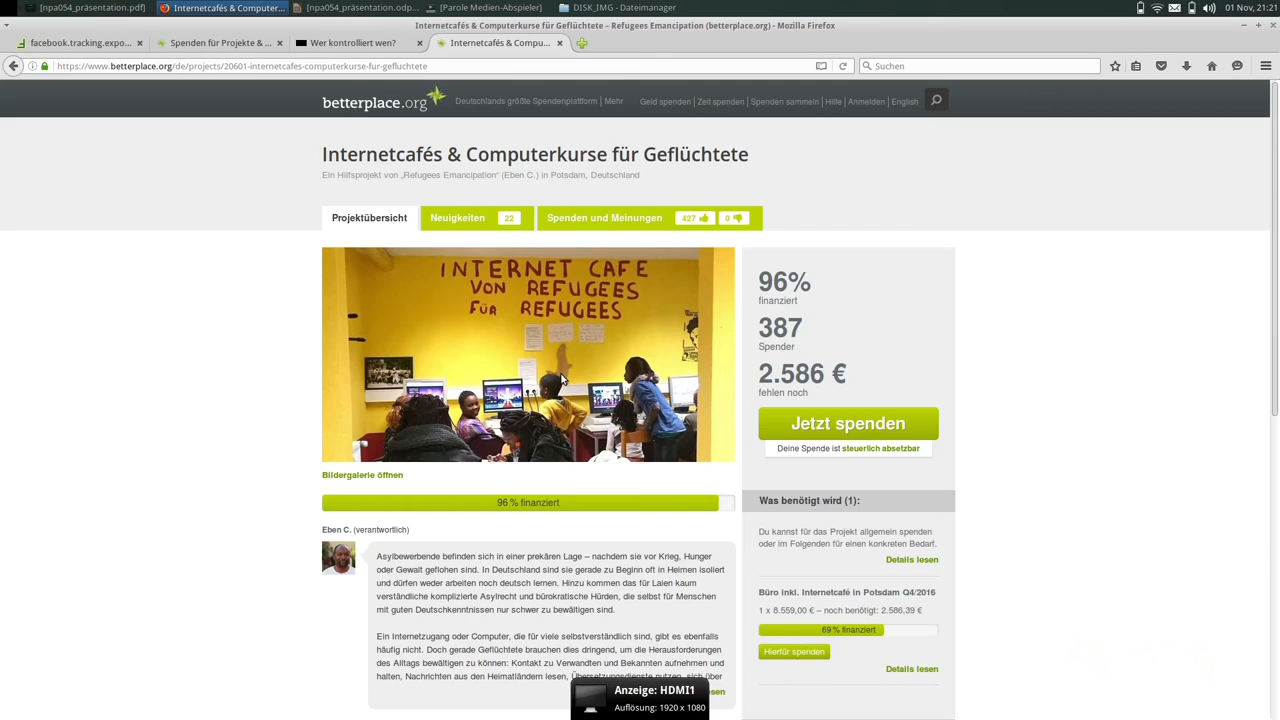 [npa054_präsentation]
Internetcafés & Computer...
[npa054_präsentation.odp...
[Parole Medien-Abspieler]
DISK_IMG - Dateimanager
01 Nov, 21:21
Internetcafés & Computerkurse für Geflüchtete – Refugees Emancipation (betterplace.org) - Mozilla Firefox
facebook.tracking.expo...
Spenden für Projekte & ...
Wer kontrolliert wen?
Internetcafés & Compu...
https://www.betterplace.org/de/projects/20601-internetcafes-computerkurse-fur-gefluchtete
Suchen
betterplace.org
Deutschlands größte Spendenplattform | Mehr
Geld spenden | Zeit spenden | Spenden sammeln | Hilfe | Anmelden | English
Internetcafés & Computerkurse für Geflüchtete
Ein Hilfsprojekt von „Refugees Emancipation“ (Eben C.) in Potsdam, Deutschland
Projektübersicht
Neuigkeiten 22
Spenden und Meinungen 427 0
INTERNET CAFE
VON REFUGEES
FÜR REFUGEES
96%
finanziert
387
Spender
2.586 €
fehlen noch
Jetzt spenden
Deine Spende ist steuerlich absetzbar
Bildergalerie öffnen
96 % finanziert
Eben C. (verantwortlich)
Asylbewerbende befinden sich in einer prekären Lage – nachdem sie vor Krieg, Hunger
oder Gewalt geflohen sind. In Deutschland sind sie gerade zu Beginn oft in Heimen isoliert
und dürfen weder arbeiten noch deutsch lernen. Hinzu kommen das für Laien kaum
verständliche komplizierte Asylrecht und bürokratische Hürden, die selbst für Menschen
mit guten Deutschkenntnissen nur schwer zu bewältigen sind.
Ein Internetzugang oder Computer, die für viele selbstverständlich sind, gibt es ebenfalls
häufig nicht. Doch gerade Geflüchtete brauchen dies dringend, um die Herausforderungen
des Alltags bewältigen zu können: Kontakt zu Verwandten und Bekannten aufnehmen und
halten, Nachrichten aus den Heimatländern lesen, Übersetzungsdienste nutzen, sich über
esen
Was benötigt wird (1):
Du kannst für das Projekt allgemein spenden
oder im Folgenden für einen konkreten Bedarf.
Details lesen
Büro inkl. Internetcafé in Potsdam Q4/2016
1 x 8.559,00 € – noch benötigt: 2.586,39 €
69 % finanziert
Hierfür spenden
Details lesen
Anzeige: HDMI1
Auflösung: 1920 x 1080